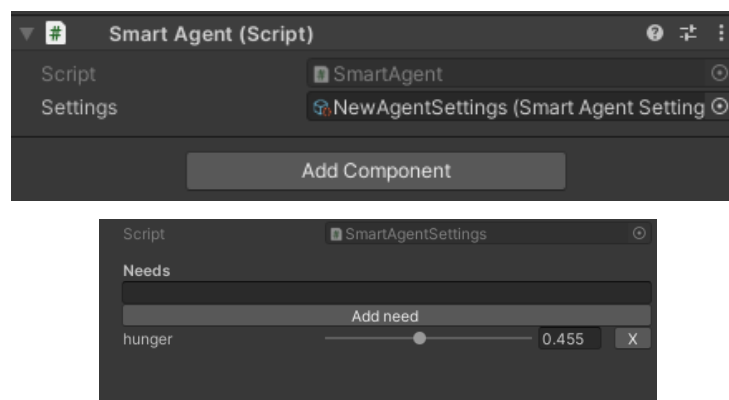 # Smart Agent (Script)
Script SmartAgent
Settings NewAgentSettings (Smart Agent Setting
Add Component
Script SmartAgentSettings
Needs
Add need
hunger 0.455 X